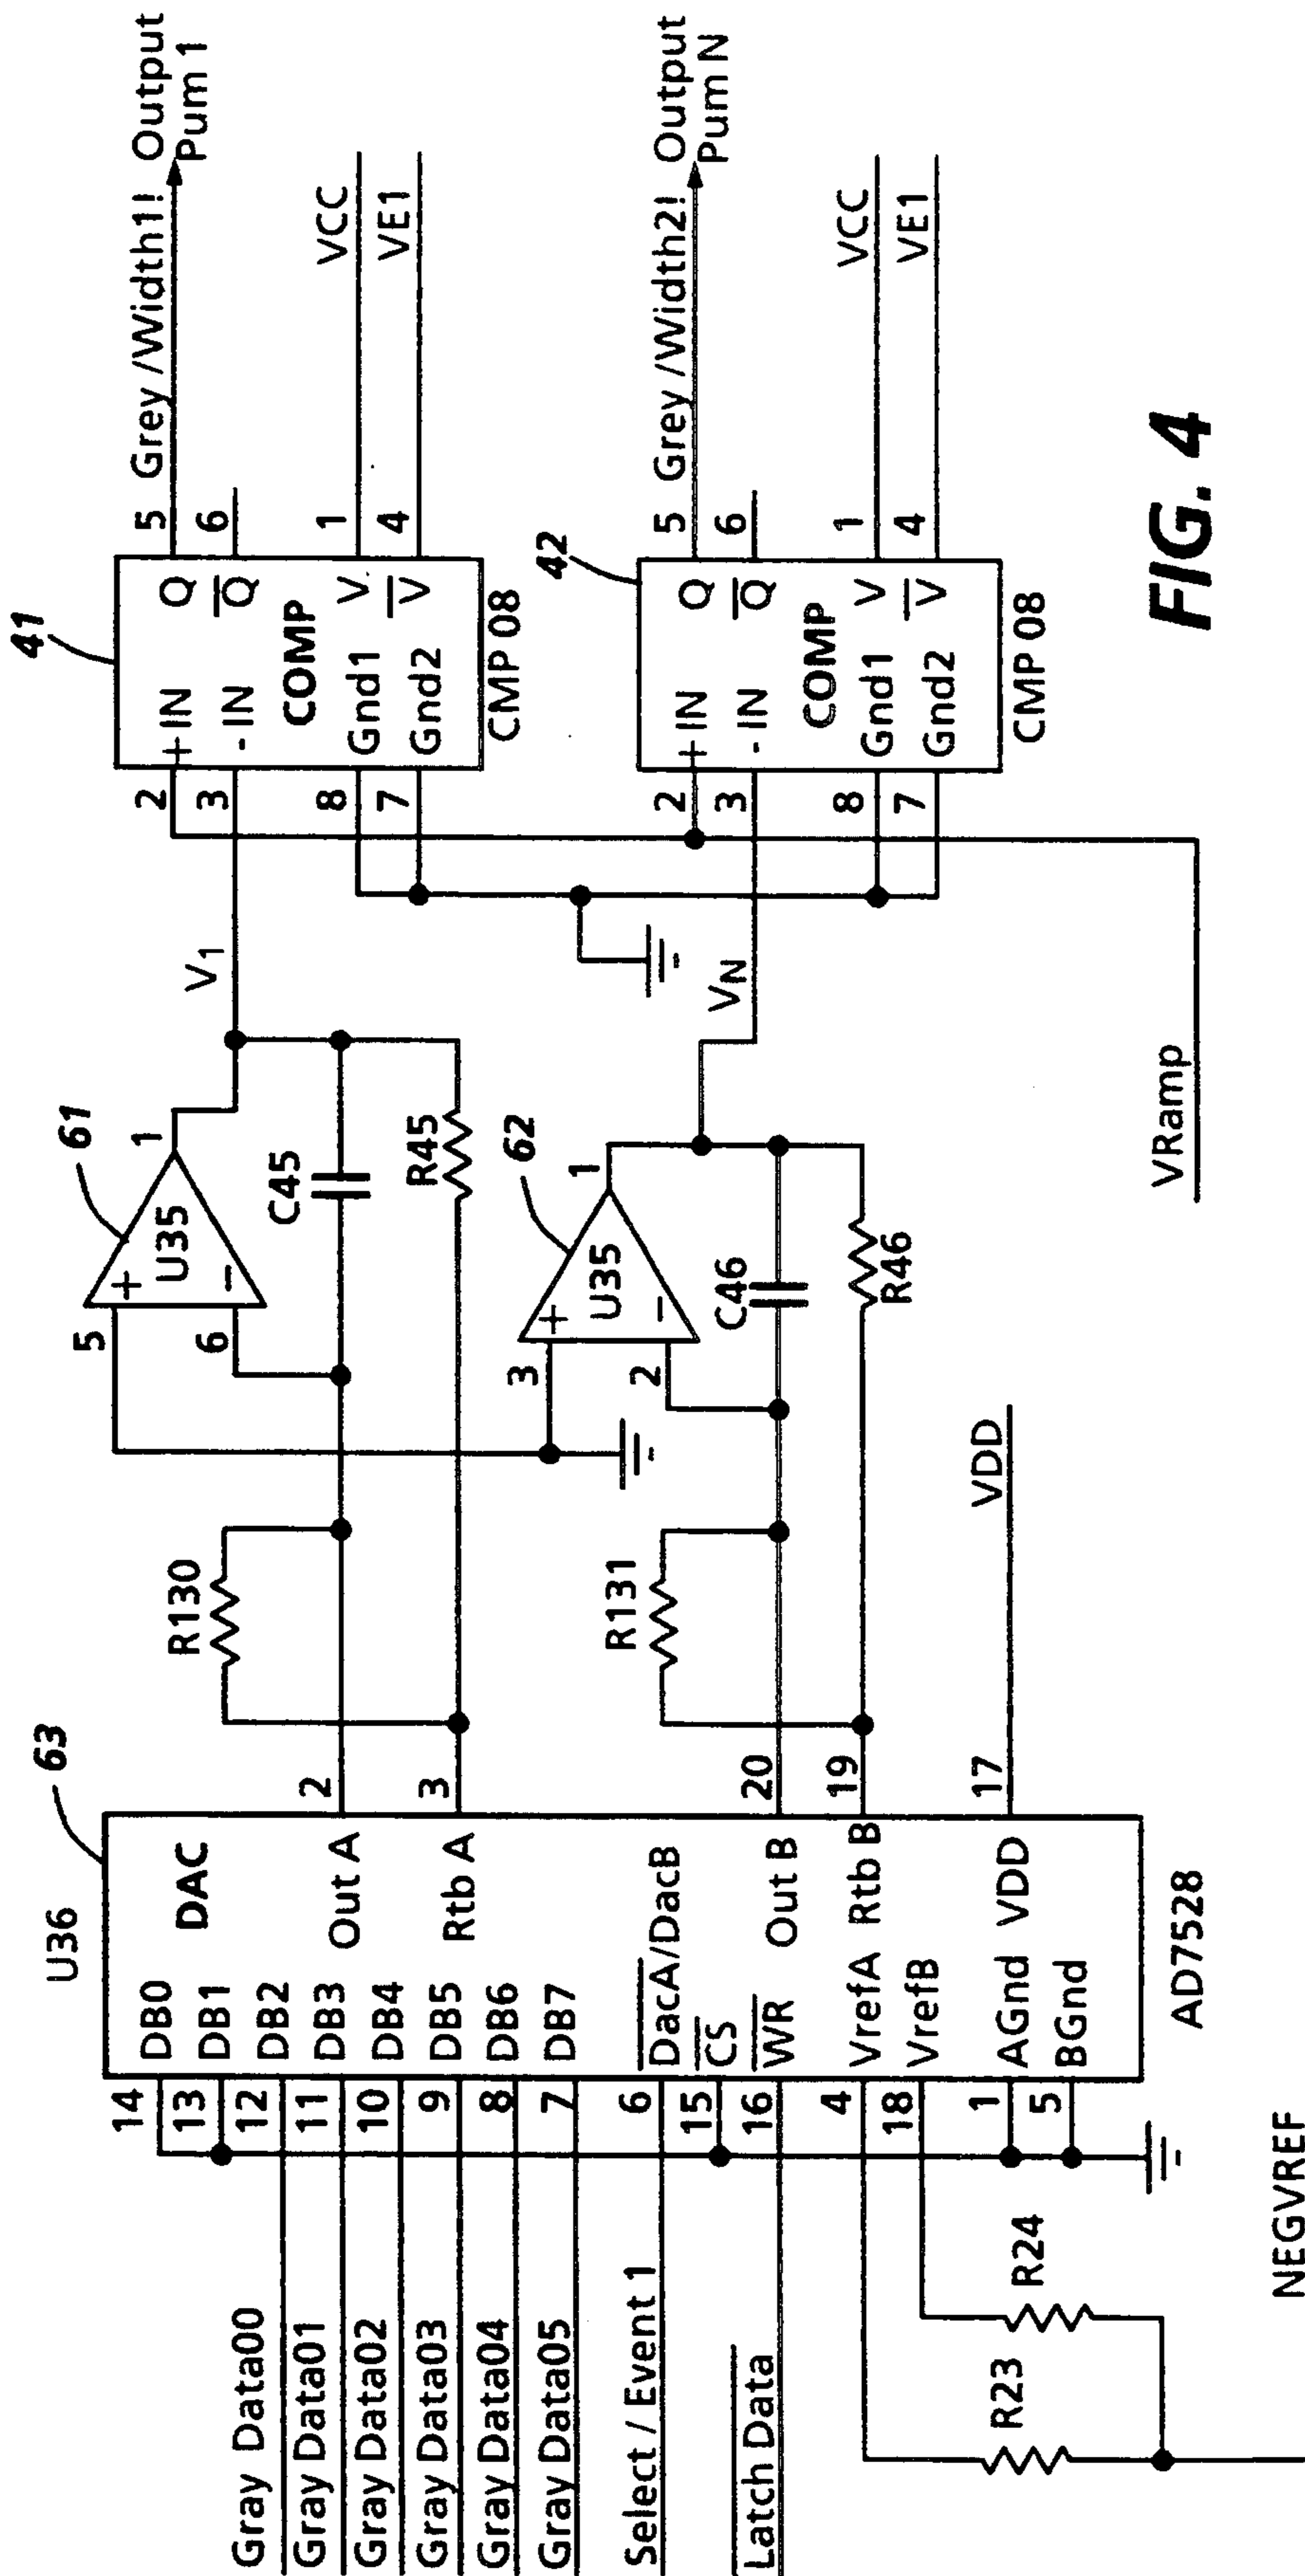 U36
63
DAC
14 DB0
13 DB1
12 DB2
11 DB3
10 DB4
9 DB5
8 DB6
7 DB7
Out A 2
Rtb A 3
6 DacA/DacB
15 CS
16 WR
Out B 20
4 VrefA
Rtb B 19
18 VrefB
1 AGnd
VDD 17
5 BGnd
AD7528
Gray Data00
Gray Data01
Gray Data02
Gray Data03
Gray Data04
Gray Data05
Select / Event 1
Latch Data
R23
R24
NEGVREF
R130
R131
VDD
5
6
+
-
U35
1
61
C45
R45
3
2
+
-
U35
1
62
C46
R46
V1
VN
VRamp
41
2 +IN
3 -IN
COMP
8 Gnd1
7 Gnd2
Q 5
Q 6
V 1
V 4
CMP 08
Grey /Width1! Output
Pum 1
VCC
VE1
42
2 +IN
3 -IN
COMP
8 Gnd1
7 Gnd2
Q 5
Q 6
V 1
V 4
CMP 08
Grey /Width2! Output
Pum N
VCC
VE1
FIG. 4